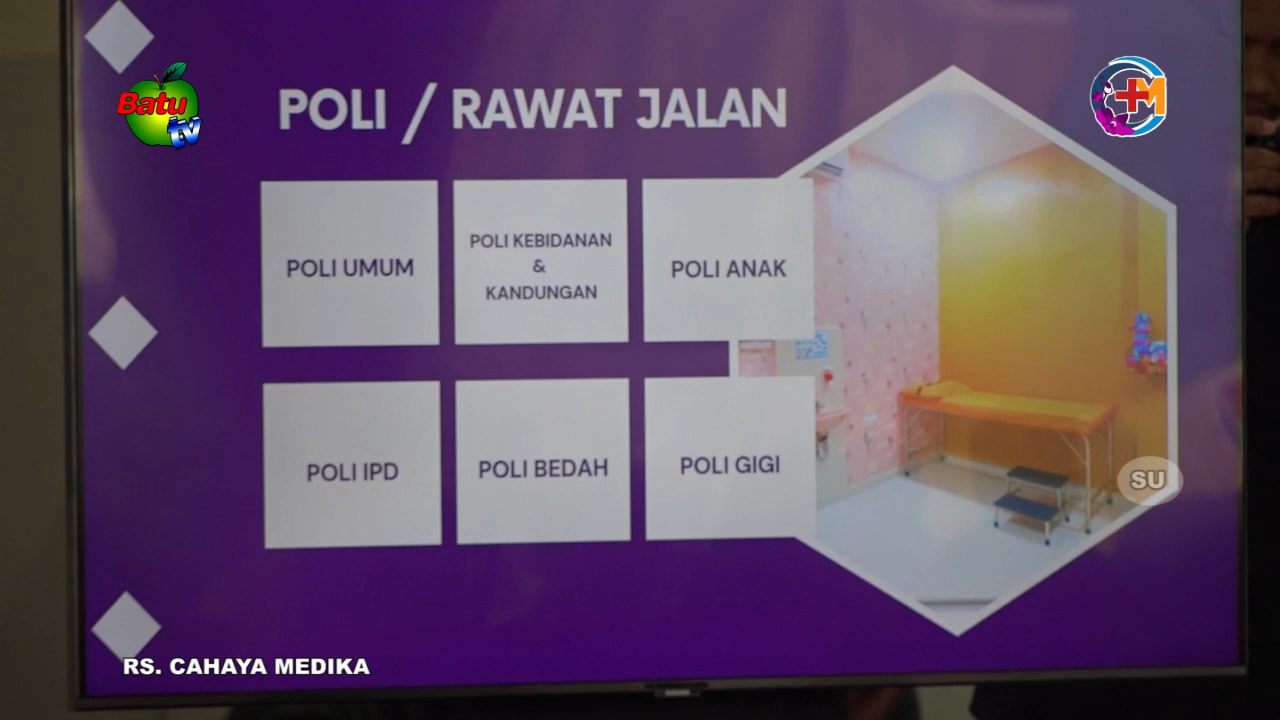 Batu
tv
M
POLI / RAWAT JALAN
POLI UMUM
POLI KEBIDANAN
&
KANDUNGAN
POLI ANAK
POLI IPD
POLI BEDAH
POLI GIGI
SU
RS. CAHAYA MEDIKA